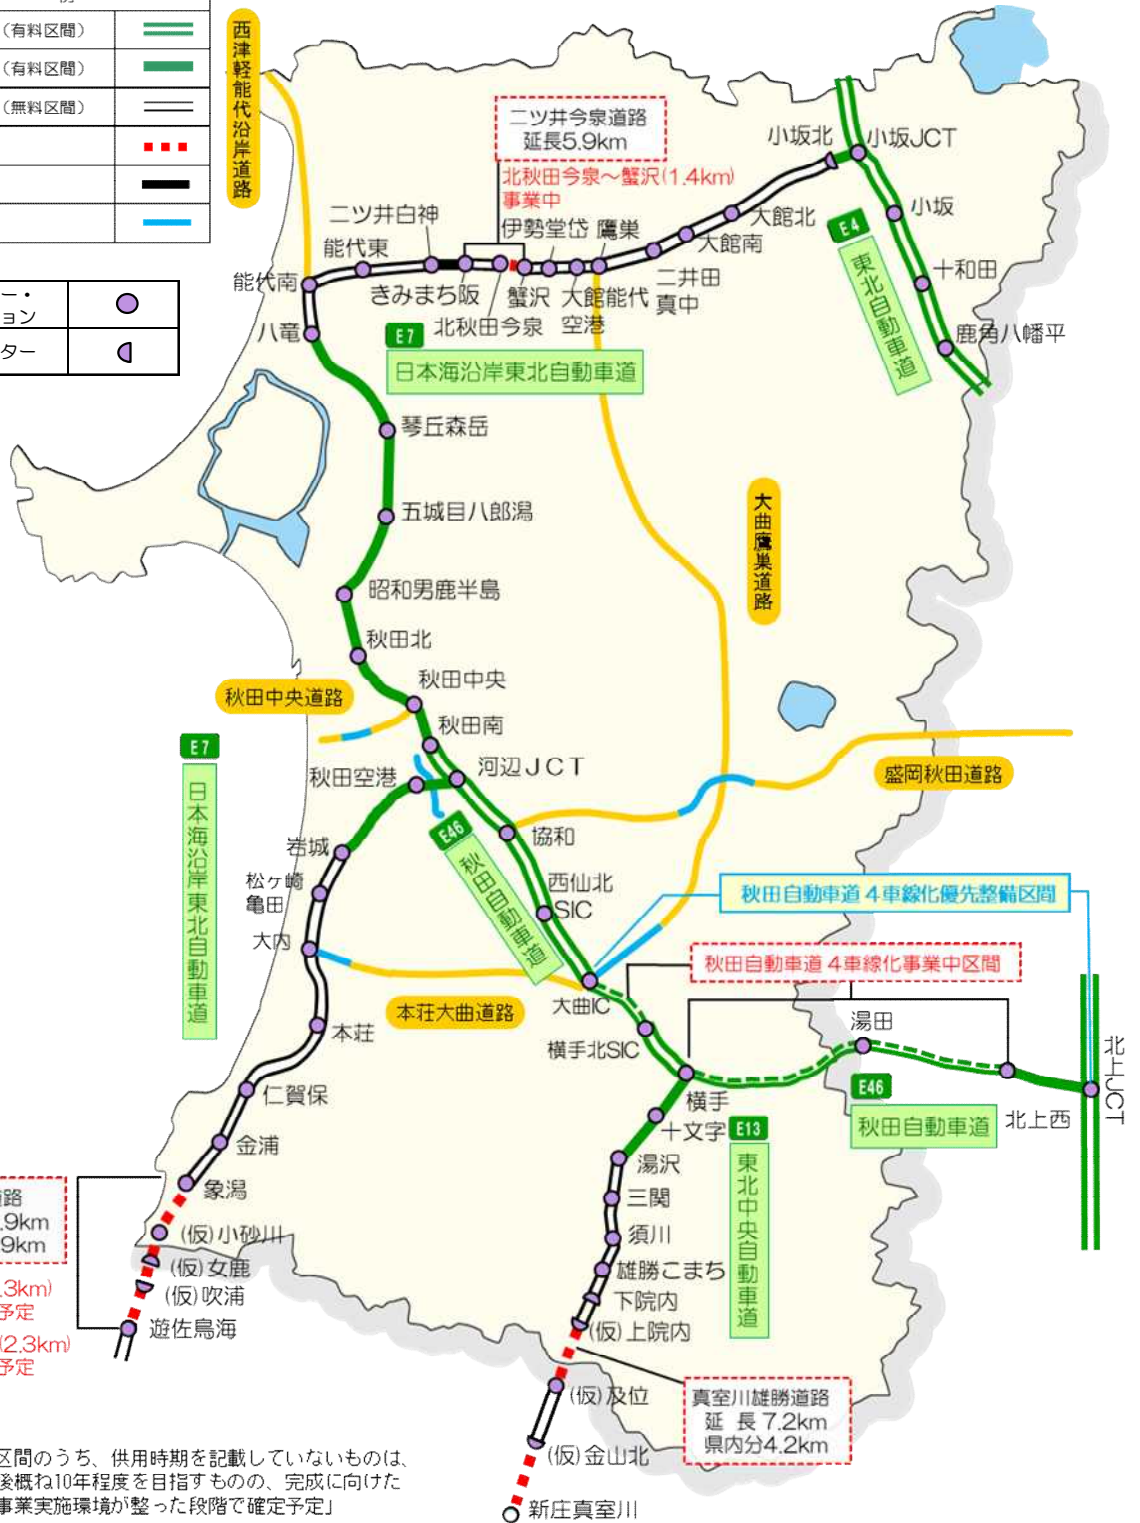 例
(有料区間)
(有料区間)
(無料区間)
ー・
ョン
ター
西津軽能代沿岸道路
二ツ井今泉道路
延長5.9km
北秋田今泉～蟹沢(1.4km)
事業中
小坂北
小坂JCT
小坂
十和田
鹿角八幡平
E4
東北自動車道
大館北
大館南
二井田
真中
鷹巣
伊勢堂岱
大館能代
空港
蟹沢
北秋田今泉
きみまち阪
二ツ井白神
能代東
能代南
八竜
E7
日本海沿岸東北自動車道
琴丘森岳
五城目八郎潟
大曲鷹巣道路
昭和男鹿半島
秋田北
秋田中央
秋田中央道路
秋田南
河辺JCT
秋田空港
盛岡秋田道路
E7
日本海沿岸東北自動車道
E46
秋田自動車道
協和
岩城
松ヶ崎
亀田
西仙北
SIC
秋田自動車道４車線化優先整備区間
大内
秋田自動車道４車線化事業中区間
大曲IC
本荘大曲道路
本荘
横手北SIC
湯田
北上JCT
仁賀保
横手
E46
秋田自動車道
北上西
金浦
十文字
E13
東北中央自動車道
湯沢
象潟
三関
須川
雄勝こまち
下院内
(仮)上院内
路
.9km
9km
(仮)小砂川
(仮)女鹿
(仮)吹浦
遊佐鳥海
.3km)
予定
(2.3km)
予定
(仮)及位
真室川雄勝道路
延 長 7.2km
県内分4.2km
(仮)金山北
新庄真室川
区間のうち、供用時期を記載していないものは、
後概ね10年程度を目指すものの、完成に向けた
事業実施環境が整った段階で確定予定」